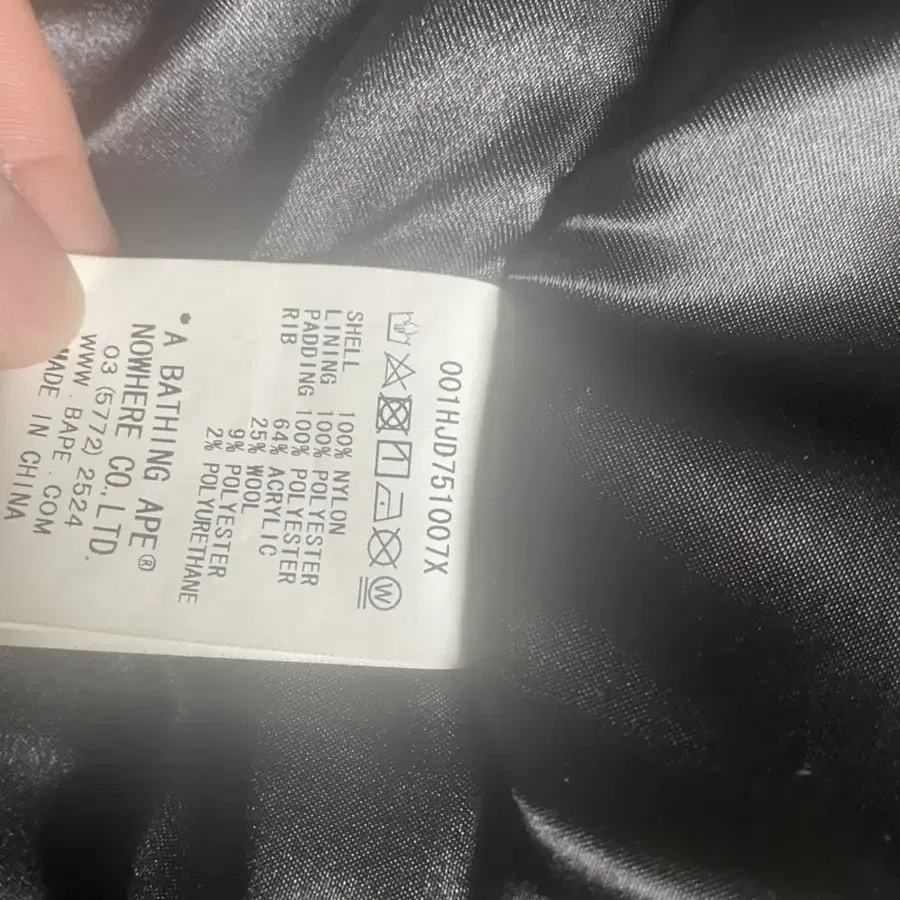 001HJD7510007X
W
SHELL 100% NYLON
LINING 100% POLYESTER
PADDING 100% POLYESTER
RIB 64% ACRYLIC
25% WOOL
9% POLYESTER
2% POLYURETHANE
• A BATHING APE®
NOWHERE CO., LTD.
03 (5772) 2524
WWW.BAPE.COM
MADE IN CHINA